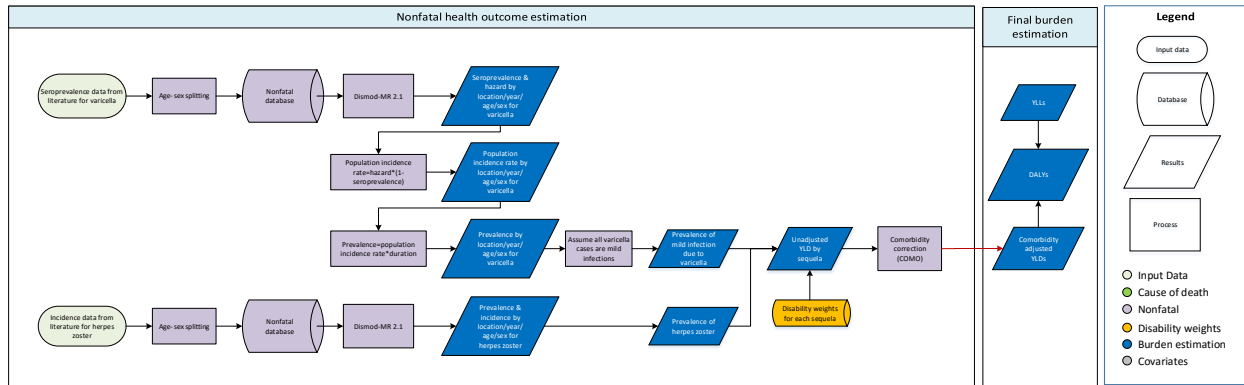 Nonfatal health outcome estimation
Seroprevalence data from
literature for varicella
Age- sex splitting
Nonfatal
database
Dismod-MR 2.1
Seroprevalence &
hazard by
location/year/
age/sex for
varicella
Population incidence
rate=hazard*(1-
seroprevalence)
Population
incidence rate by
location/year/
age/sex for
varicella
Prevalence=population
incidence rate*duration
Prevalence by
location/year/
age/sex for
varicella
Assume all varicella
cases are mild
infections
Prevalence of
mild infection
due to
varicella
Unadjusted
YLD by
sequela
Comorbidity
correction
(COMO)
Disability weights
for each sequela
Incidence data from
literature for herpes
zoster
Age- sex splitting
Nonfatal
database
Dismod-MR 2.1
Prevalence &
incidence by
location/year/
age/sex for
herpes zoster
Prevalence of
herpes zoster
Final burden
estimation
YLLs
DALYs
Comorbidity
adjusted
YLDs
Legend
Input data
Database
Results
Process
Input Data
Cause of death
Nonfatal
Disability weights
Burden estimation
Covariates